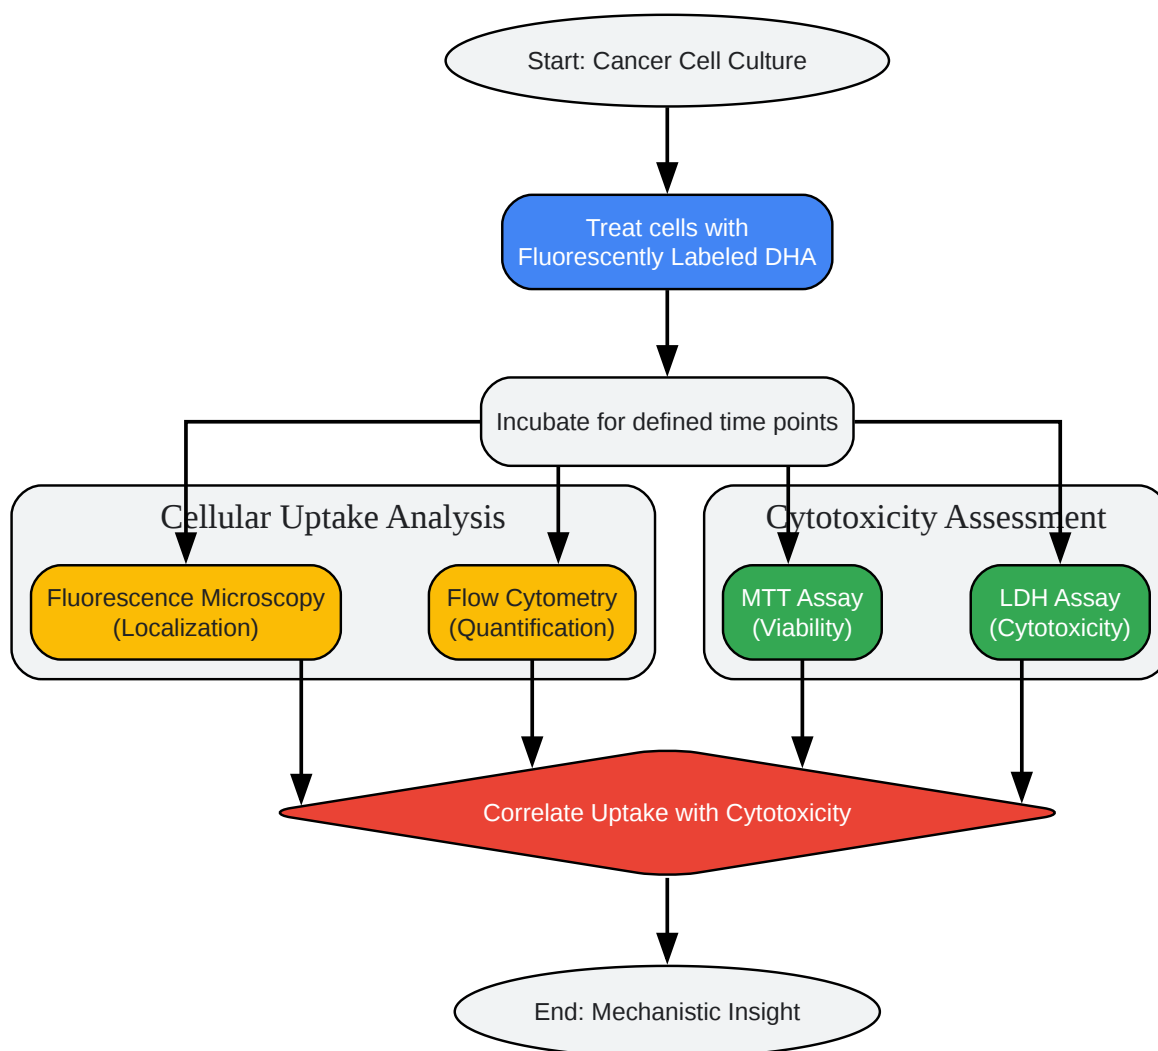 Start: Cancer Cell Culture
Treat cells with
Fluorescently Labeled DHA
Incubate for defined time points
Cellular Uptake Analysis
Cytotoxicity Assessment
Fluorescence Microscopy
(Localization)
Flow Cytometry
(Quantification)
MTT Assay
(Viability)
LDH Assay
(Cytotoxicity)
Correlate Uptake with Cytotoxicity
End: Mechanistic Insight